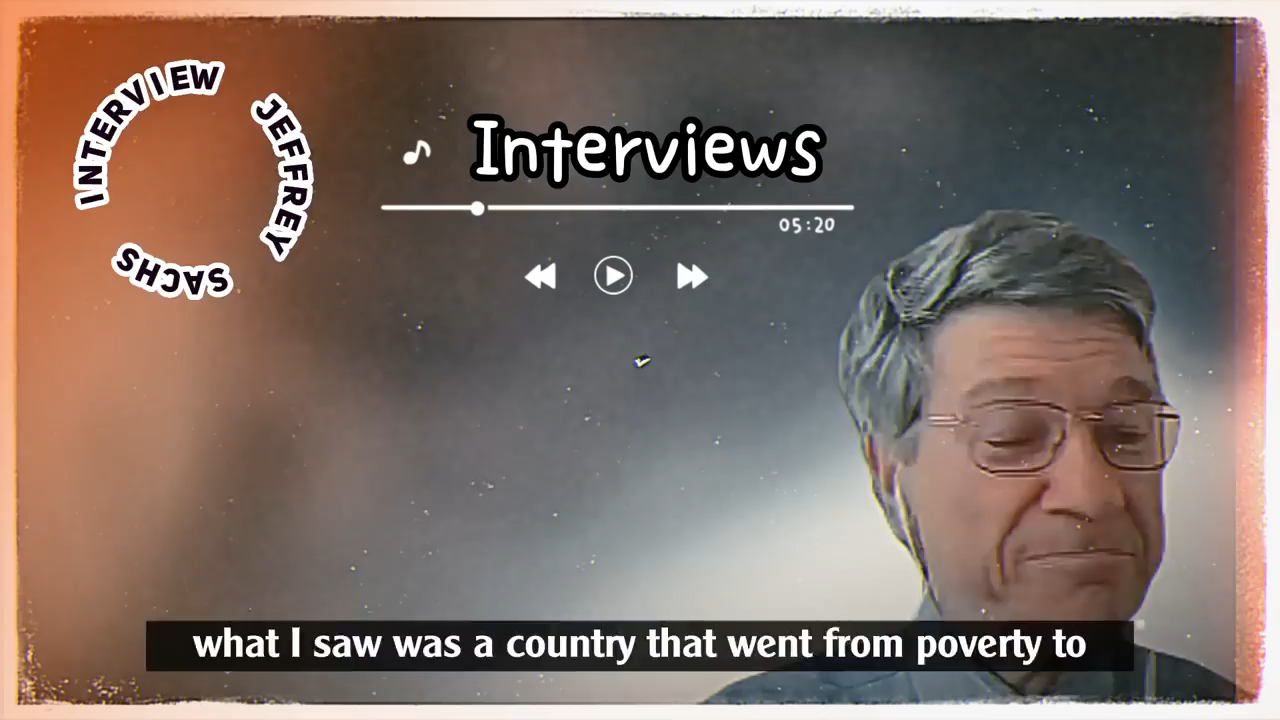 INTERVIEW JEFFREY SACHS
Interviews
05:20
what I saw was a country that went from poverty to